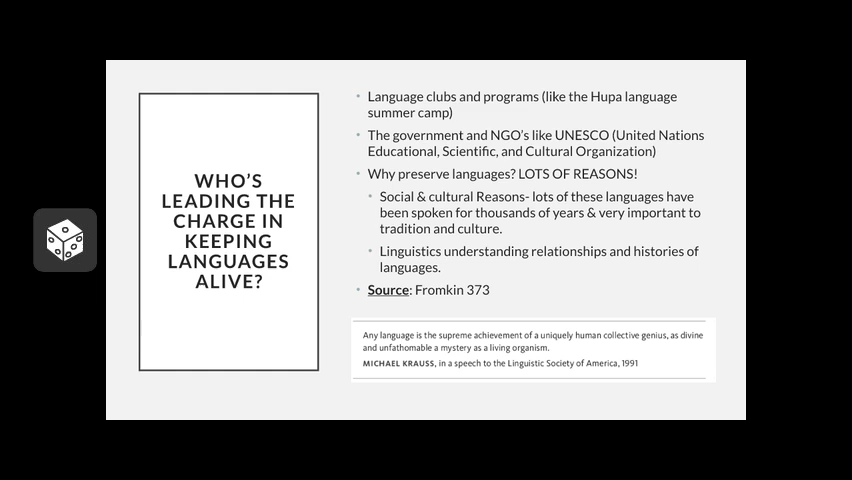 WHO'S
LEADING THE
CHARGE IN
KEEPING
LANGUAGES
ALIVE?
• Language clubs and programs (like the Hupa language
summer camp)
• The government and NGO's like UNESCO (United Nations
Educational, Scientific, and Cultural Organization)
• Why preserve languages? LOTS OF REASONS!
• Social & cultural Reasons- lots of these languages have
been spoken for thousands of years & very important to
tradition and culture.
• Linguistics understanding relationships and histories of
languages.
• Source: Fromkin 373
Any language is the supreme achievement of a uniquely human collective genius, as divine
and unfathomable a mystery as a living organism.
MICHAEL KRAUSS, in a speech to the Linguistic Society of America, 1991